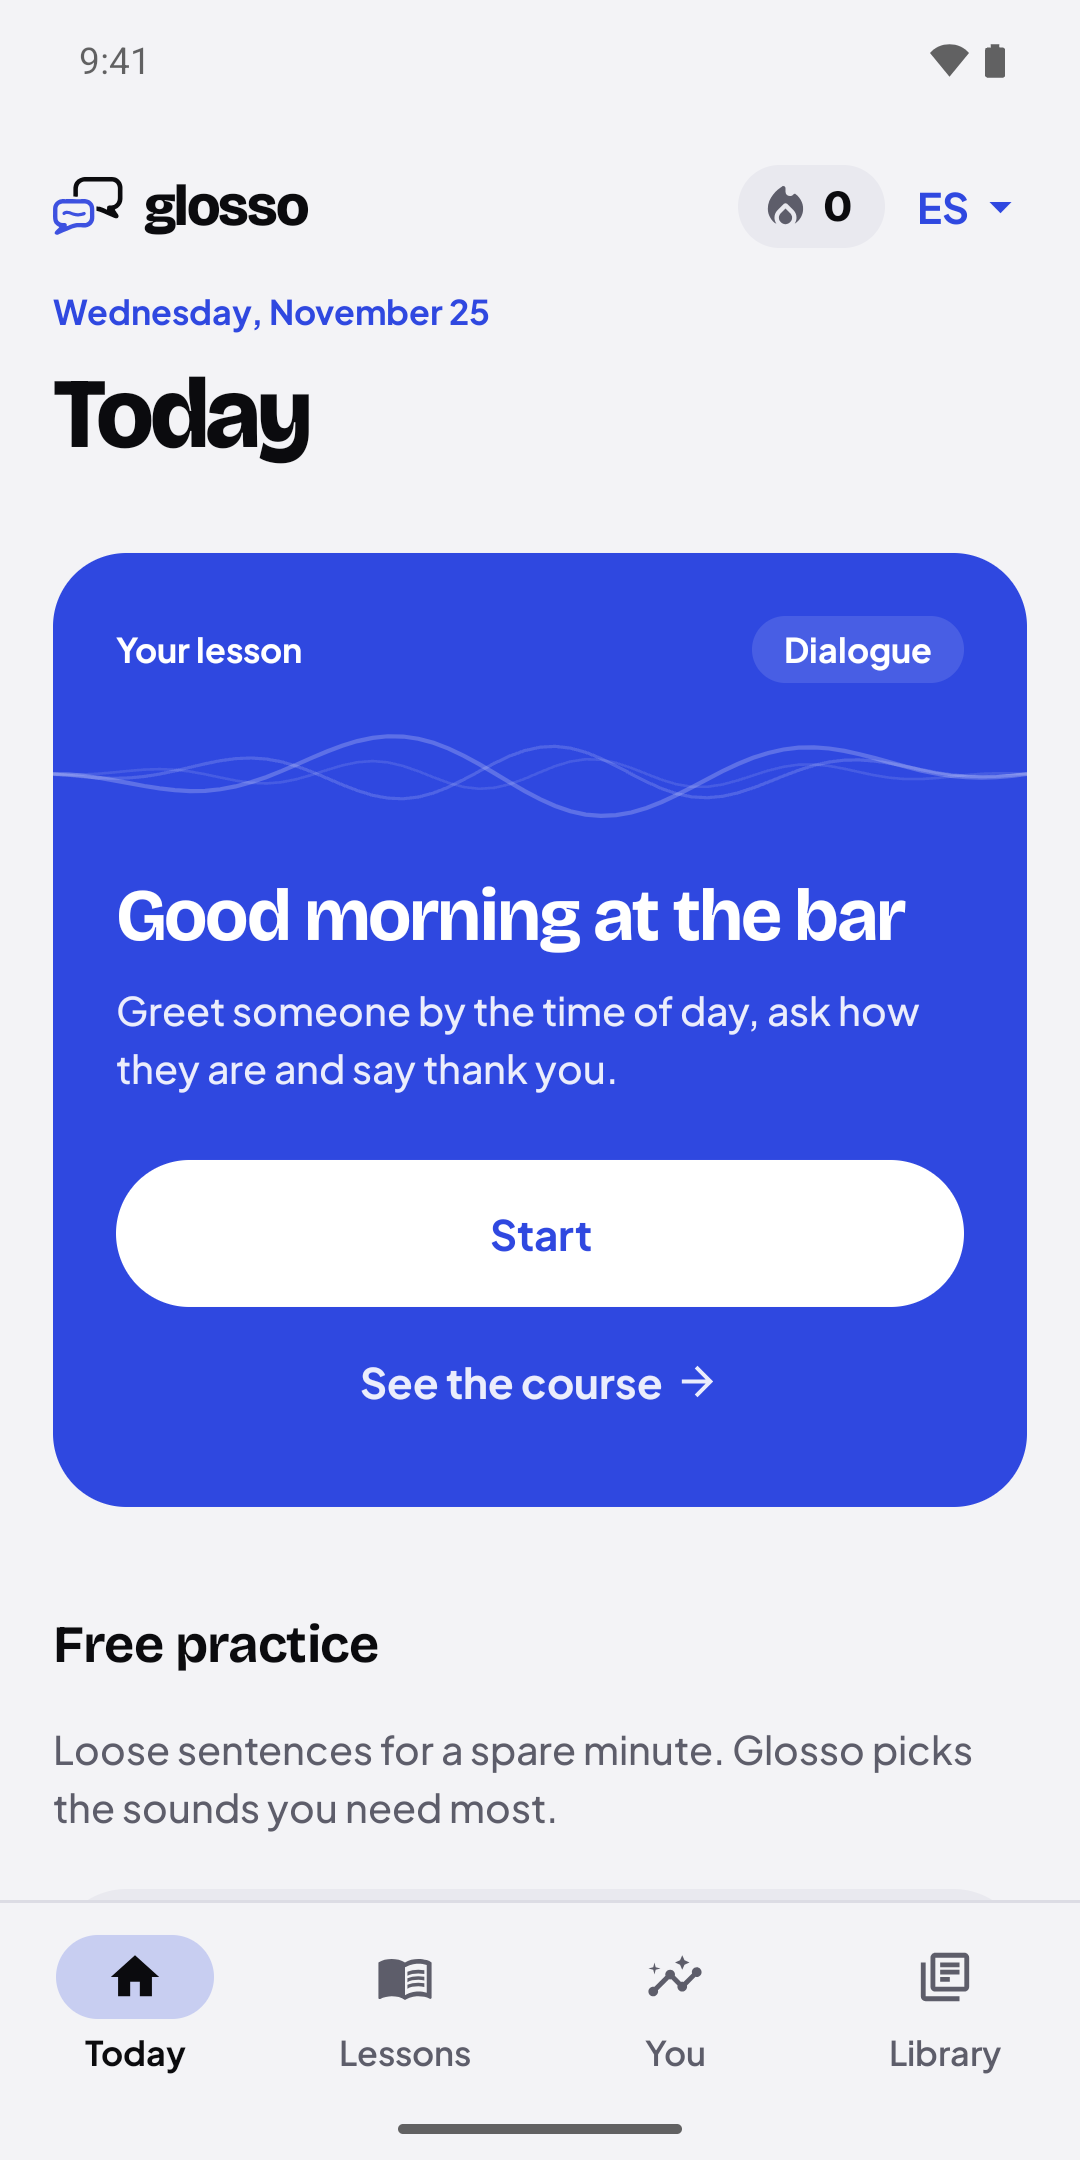 9:41
glosso
0
ES
Wednesday, November 25
Today
Your lesson
Dialogue
Good morning at the bar
Greet someone by the time of day, ask how
they are and say thank you.
Start
See the course →
Free practice
Loose sentences for a spare minute. Glosso picks
the sounds you need most.
Today
Lessons
You
Library